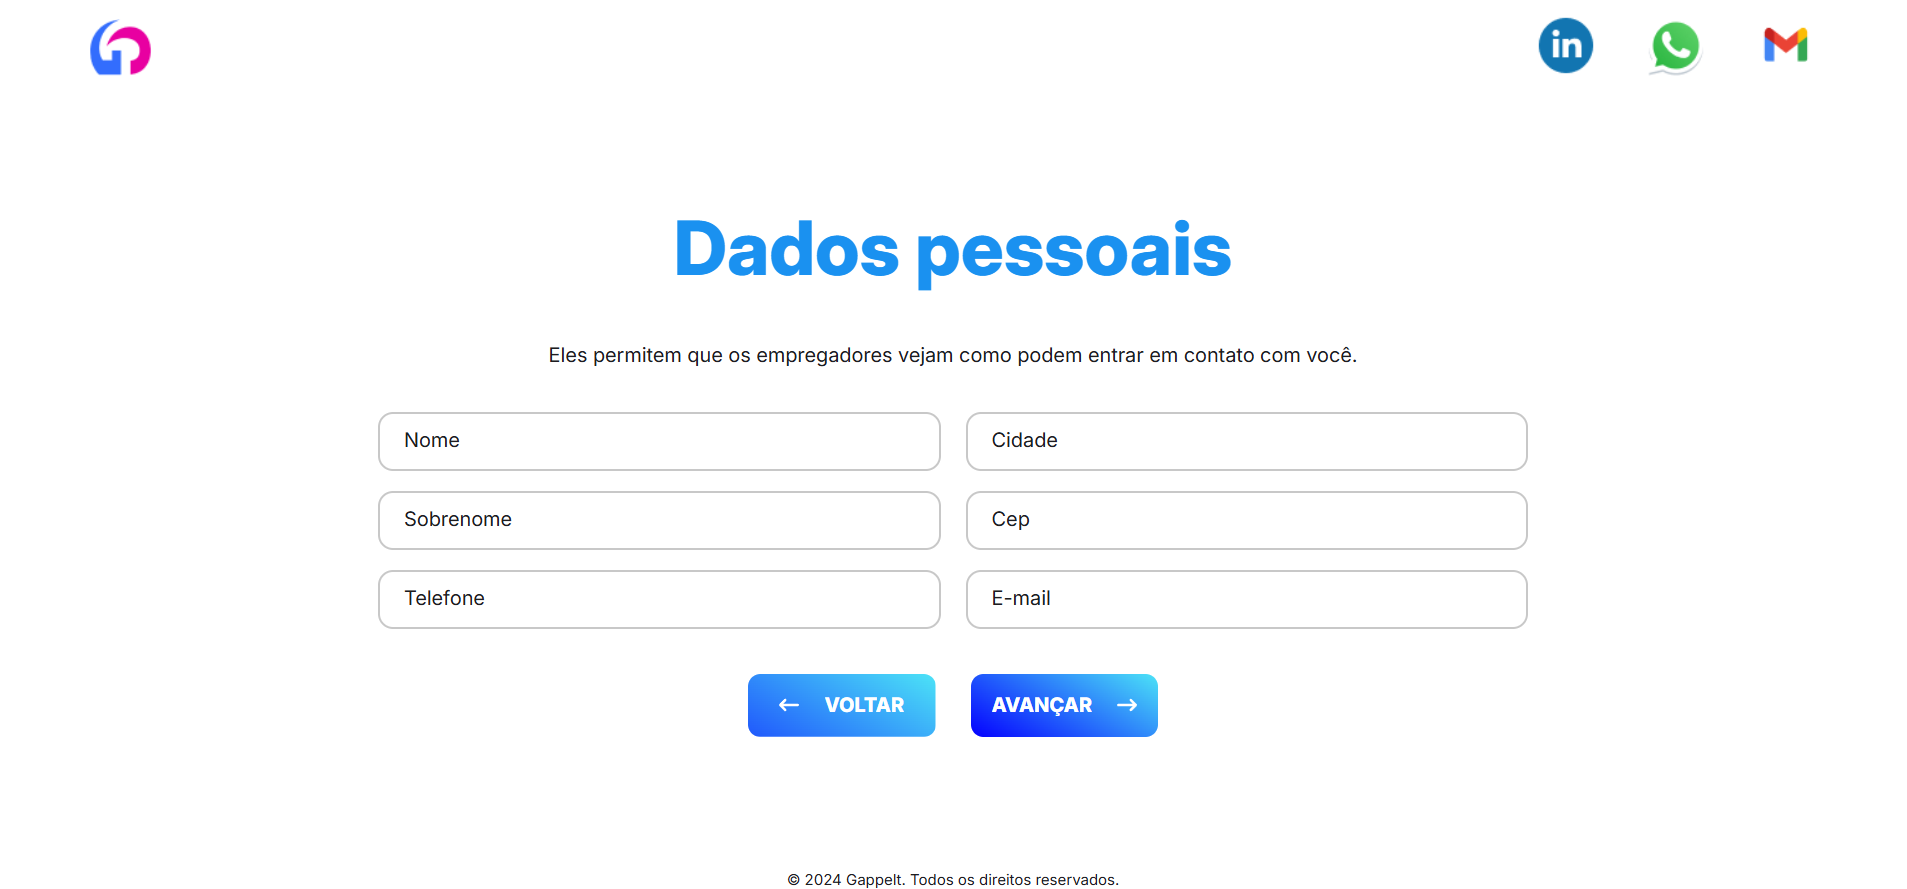 in
Dados pessoais
Eles permitem que os empregadores vejam como podem entrar em contato com você.
Nome
Cidade
Sobrenome
Cep
Telefone
E-mail
← VOLTAR
AVANÇAR →
© 2024 Gappelt. Todos os direitos reservados.